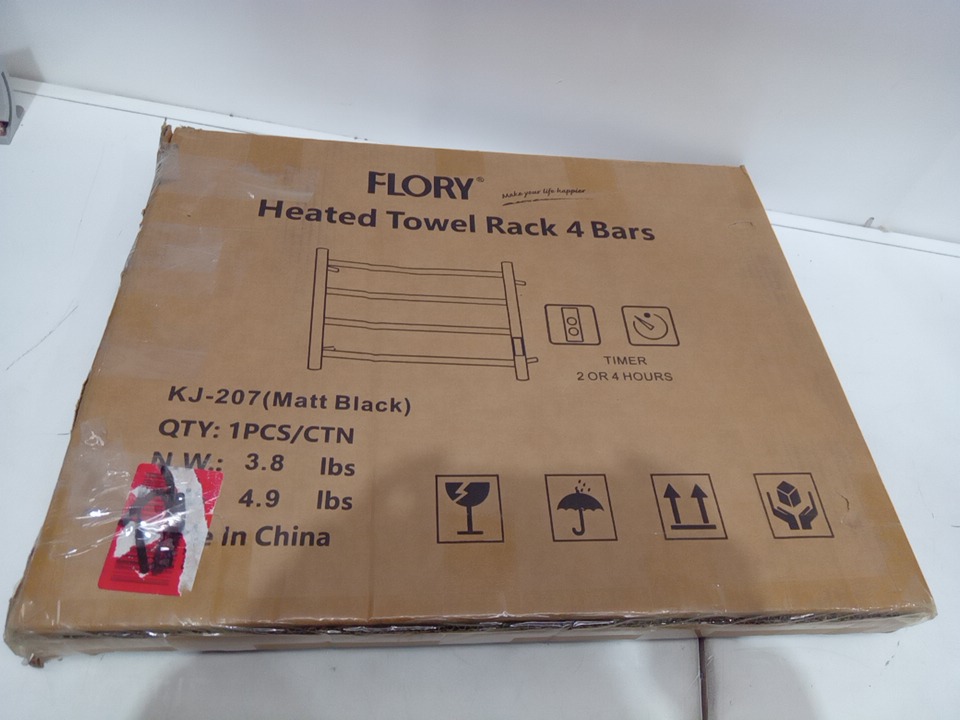 FLORY®
Make your life happier
Heated Towel Rack 4 Bars
TIMER
2 OR 4 HOURS
KJ-207(Matt Black)
QTY: 1PCS/CTN
N.W.: 3.8 lbs
4.9 lbs
In China